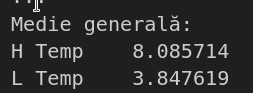 Medie generală:
H Temp    8.085714
L Temp    3.847619